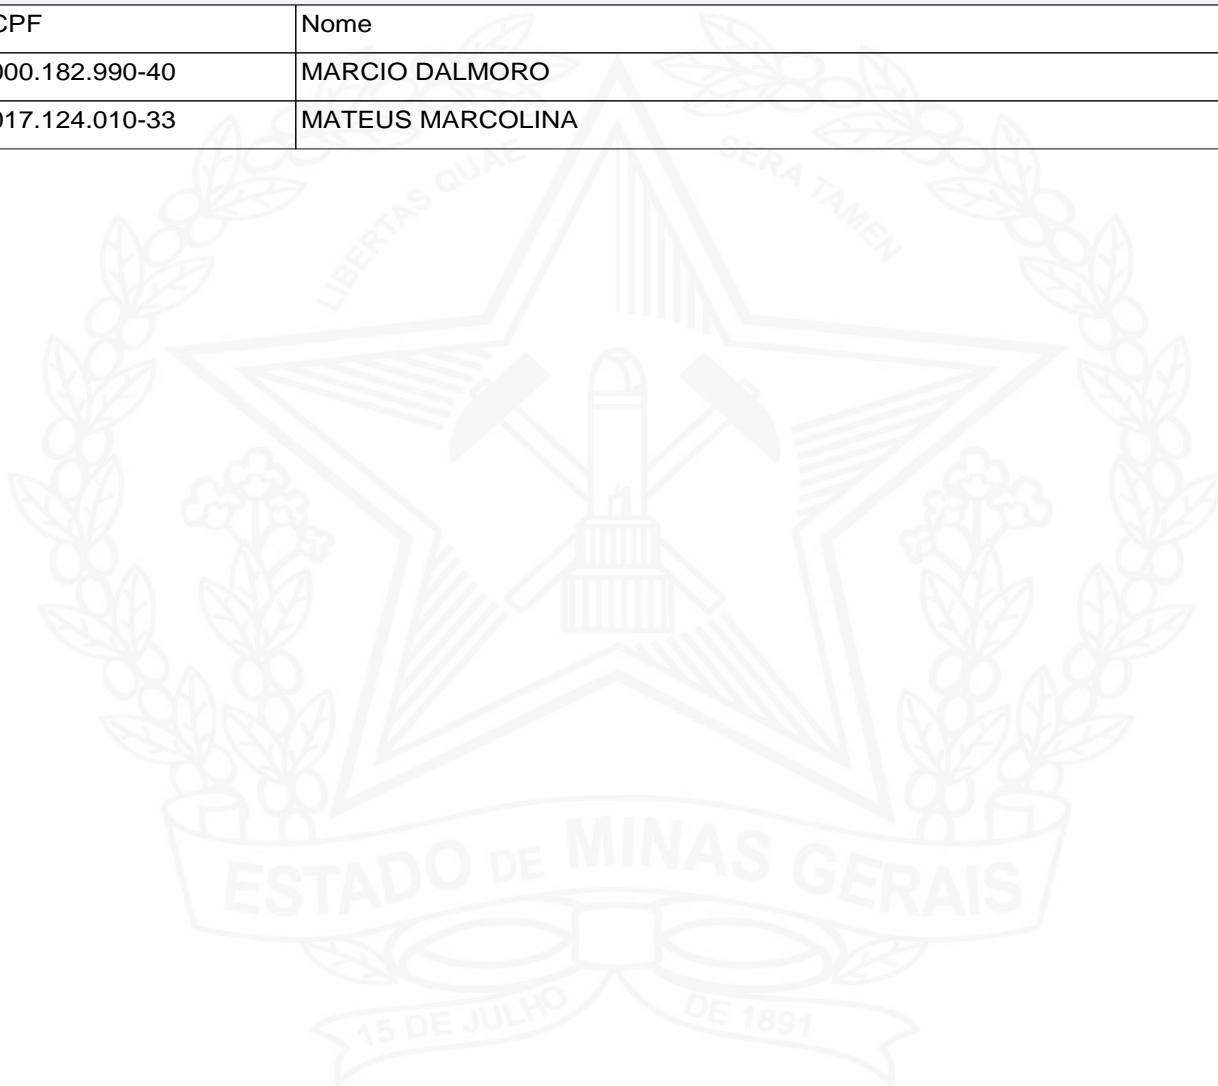 CPF Nome
000.182.990-40 MARCIO DALMORO
017.124.010-33 MATEUS MARCOLINA
LIBERTAS QUAE SERA TAMEN
ESTADO DE MINAS GERAIS
15 DE JULHO DE 1891